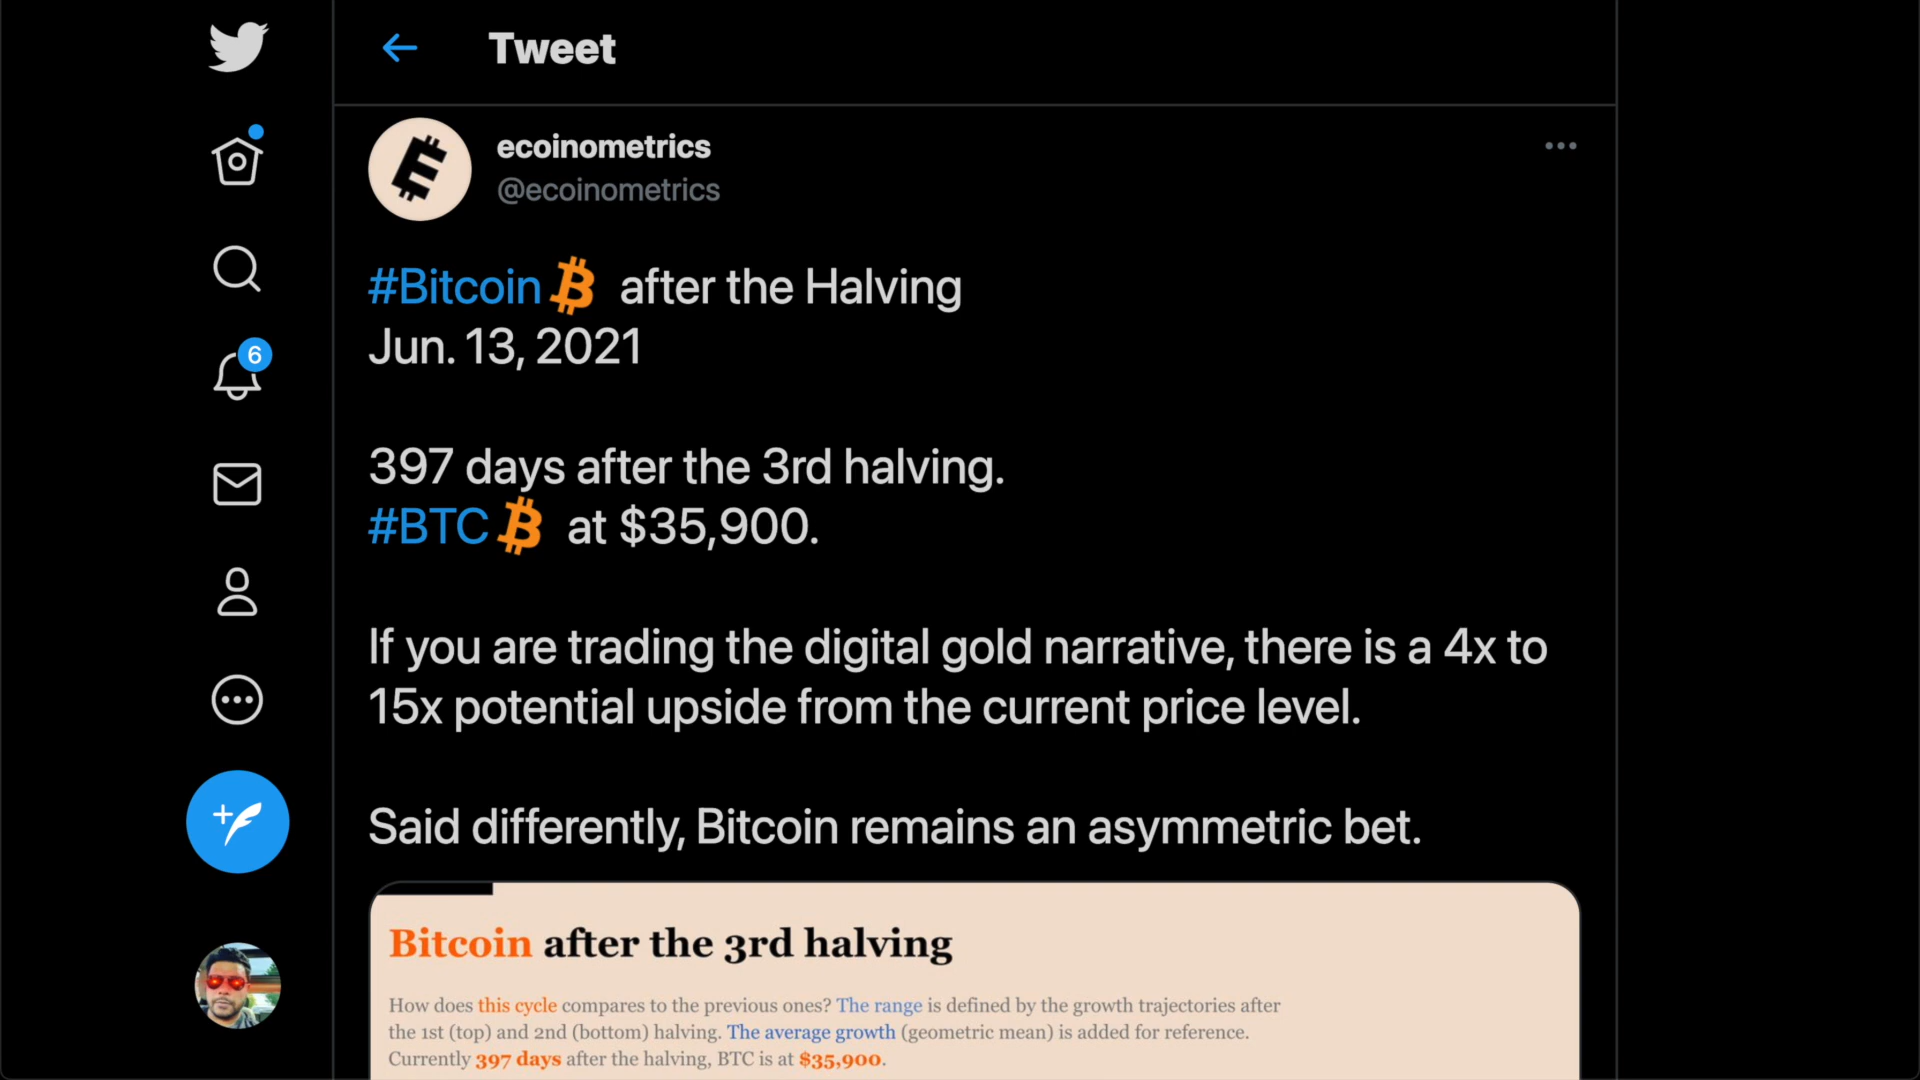 Tweet
ecoinometrics
@ecoinometrics
#Bitcoin after the Halving
Jun. 13, 2021
6
397 days after the 3rd halving.
#BTC at $35,900.
If you are trading the digital gold narrative, there is a 4x to
15x potential upside from the current price level.
Said differently, Bitcoin remains an asymmetric bet.
Bitcoin after the 3rd halving
How does this cycle compares to the previous ones? The range is defined by the growth trajectories after
the 1st (top) and 2nd (bottom) halving. The average growth (geometric mean) is added for reference.
Currently 397 days after the halving, BTC is at $35,900.